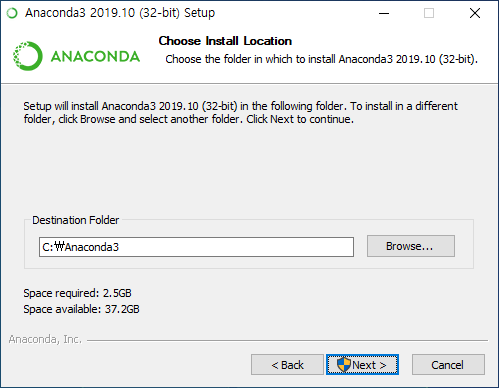 Anaconda3 2019.10 (32-bit) Setup
ANACONDA
Choose Install Location
Choose the folder in which to install Anaconda3 2019.10 (32-bit).
Setup will install Anaconda3 2019.10 (32-bit) in the following folder. To install in a different
folder, click Browse and select another folder. Click Next to continue.
Destination Folder
C:₩Anaconda3
Browse...
Space required: 2.5GB
Space available: 37.2GB
Anaconda, Inc.
< Back
Next >
Cancel